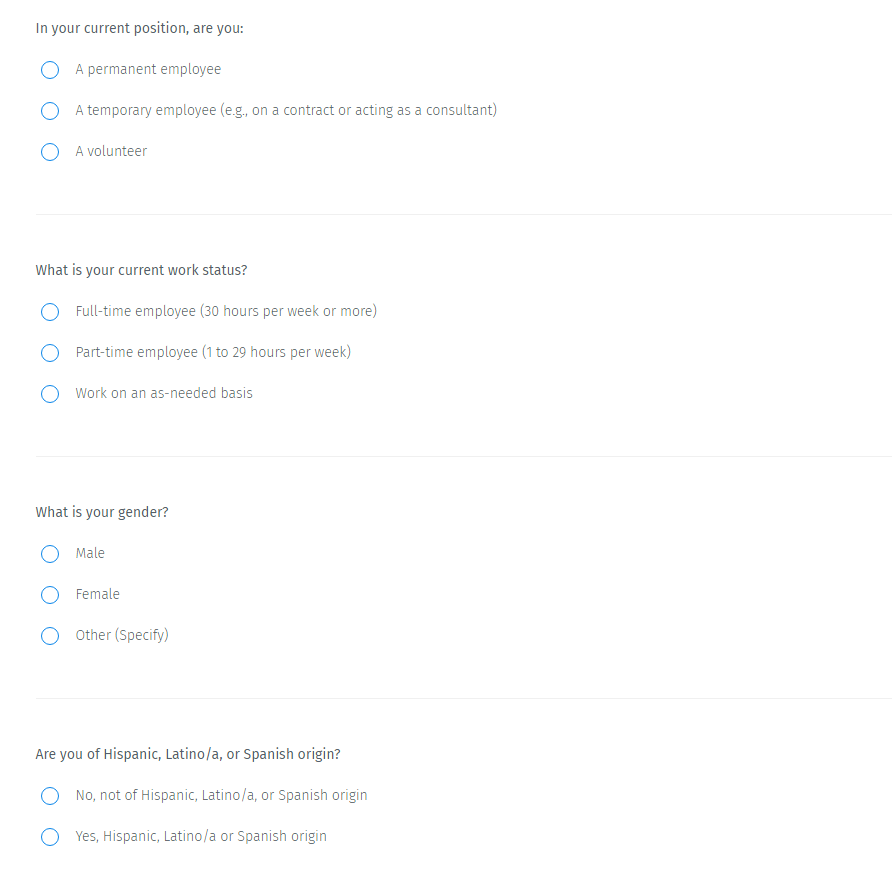 In your current position, are you:
A permanent employee
A temporary employee (e.g., on a contract or acting as a consultant)
A volunteer
What is your current work status?
Full-time employee (30 hours per week or more)
Part-time employee (1 to 29 hours per week)
Work on an as-needed basis
What is your gender?
Male
Female
Other (Specify)
Are you of Hispanic, Latino/a, or Spanish origin?
No, not of Hispanic, Latino/a, or Spanish origin
Yes, Hispanic, Latino/a or Spanish origin